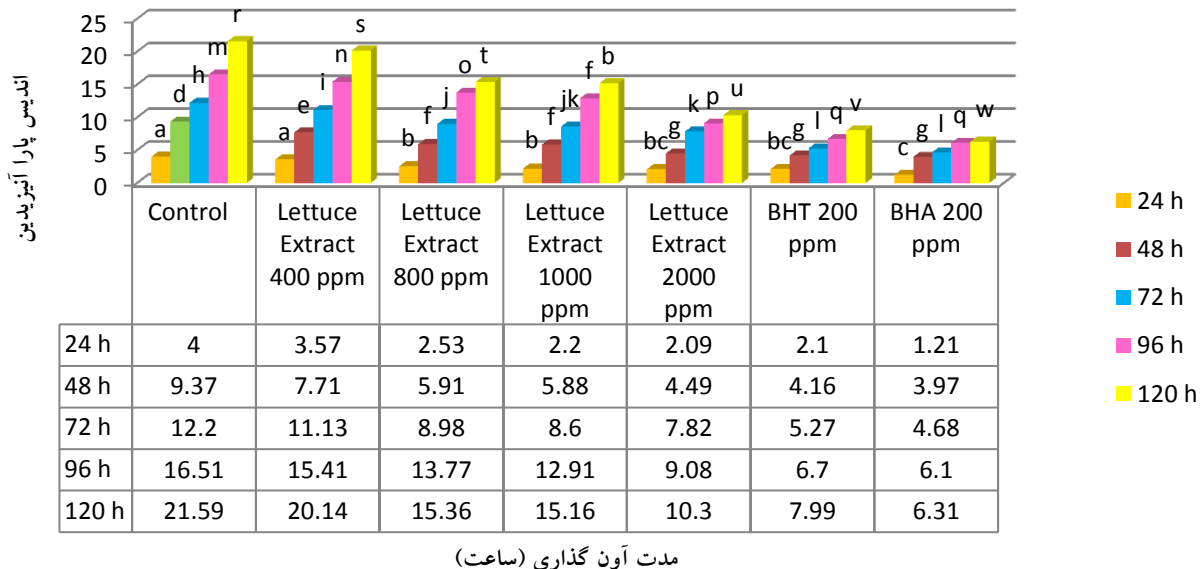 اندیس پارا آنیزیدین
25
20
15
10
5
0
a d h m r
a e i n s
b f j o t
b f jk f b
bc g k p u
bc g l q v
c g l q w
Control
Lettuce
Extract
400 ppm
Lettuce
Extract
800 ppm
Lettuce
Extract
1000
ppm
Lettuce
Extract
2000
ppm
BHT 200
ppm
BHA 200
ppm
24 h 4 3.57 2.53 2.2 2.09 2.1 1.21
48 h 9.37 7.71 5.91 5.88 4.49 4.16 3.97
72 h 12.2 11.13 8.98 8.6 7.82 5.27 4.68
96 h 16.51 15.41 13.77 12.91 9.08 6.7 6.1
120 h 21.59 20.14 15.36 15.16 10.3 7.99 6.31
مدت آون گذاری (ساعت)
24 h
48 h
72 h
96 h
120 h